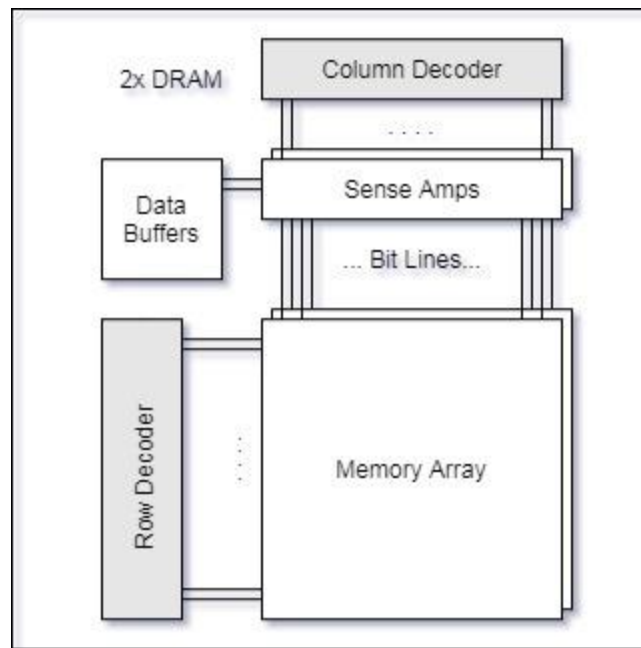 2x DRAM
Column Decoder
. . . .
Sense Amps
Data
Buffers
... Bit Lines...
Row Decoder
. . . .
Memory Array